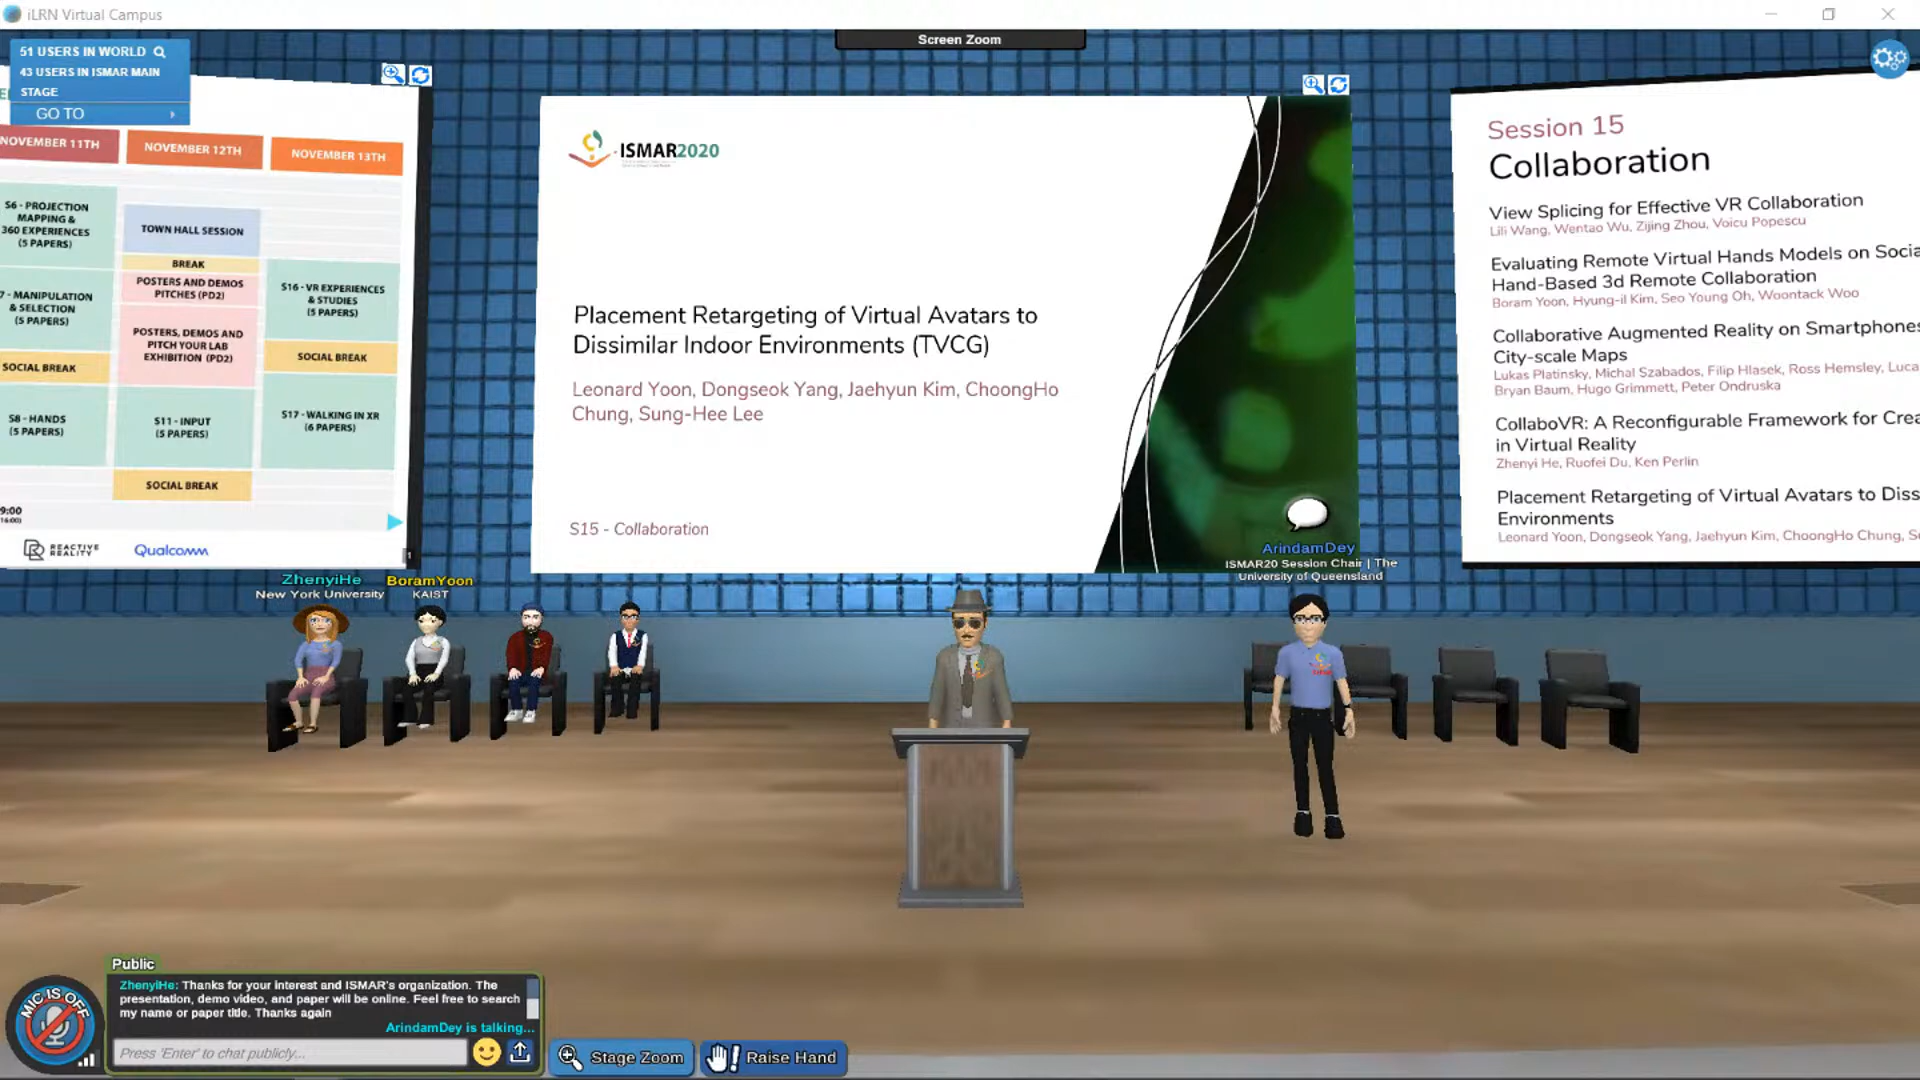 iLRN Virtual Campus
Screen Zoom
51 USERS IN WORLD
43 USERS IN ISMAR MAIN
STAGE
GO TO
NOVEMBER 11TH
NOVEMBER 12TH
NOVEMBER 13TH
S6 - PROJECTION
MAPPING &
360 EXPERIENCES
(5 PAPERS)
7 - MANIPULATION
& SELECTION
(5 PAPERS)
SOCIAL BREAK
S8 - HANDS
(5 PAPERS)
TOWN HALL SESSION
BREAK
POSTERS AND DEMOS
PITCHES (PD2)
POSTERS, DEMOS AND
PITCH YOUR LAB
EXHIBITION (PD2)
S11 - INPUT
(5 PAPERS)
SOCIAL BREAK
S16 - VR EXPERIENCES
& STUDIES
(5 PAPERS)
SOCIAL BREAK
S17 - WALKING IN XR
(6 PAPERS)
9:00
16:00)
REACTIVE
REALITY
Qualcomm
1
ISMAR2020
Placement Retargeting of Virtual Avatars to
Dissimilar Indoor Environments (TVCG)
Leonard Yoon, Dongseok Yang, Jaehyun Kim, ChoongHo
Chung, Sung-Hee Lee
S15 - Collaboration
Session 15
Collaboration
View Splicing for Effective VR Collaboration
Lili Wang, Wentao Wu, Zijing Zhou, Voicu Popescu
Evaluating Remote Virtual Hands Models on Socia
Hand-Based 3d Remote Collaboration
Boram Yoon, Hyung-il Kim, Seo Young Oh, Woontack Woo
Collaborative Augmented Reality on Smartphones
City-scale Maps
Lukas Platinsky, Michal Szabados, Filip Hlasek, Ross Hemsley, Luca
Bryan Baum, Hugo Grimmett, Peter Ondruska
CollaboVR: A Reconfigurable Framework for Crea
in Virtual Reality
Zhenyi He, Ruofei Du, Ken Perlin
Placement Retargeting of Virtual Avatars to Diss
Environments
Leonard Yoon, Dongseok Yang, Jaehyun Kim, ChoongHo Chung, S
ZhenyiHe
New York University
BoramYoon
KAIST
ArindamDey
ISMAR20 Session Chair | The
University of Queensland
Public
ZhenyiHe: Thanks for your interest and ISMAR's organization. The
presentation, demo video, and paper will be online. Feel free to search
my name or paper title. Thanks again
ArindamDey is talking...
Press 'Enter' to chat publicly...
MIC IS OFF
Stage Zoom
Raise Hand